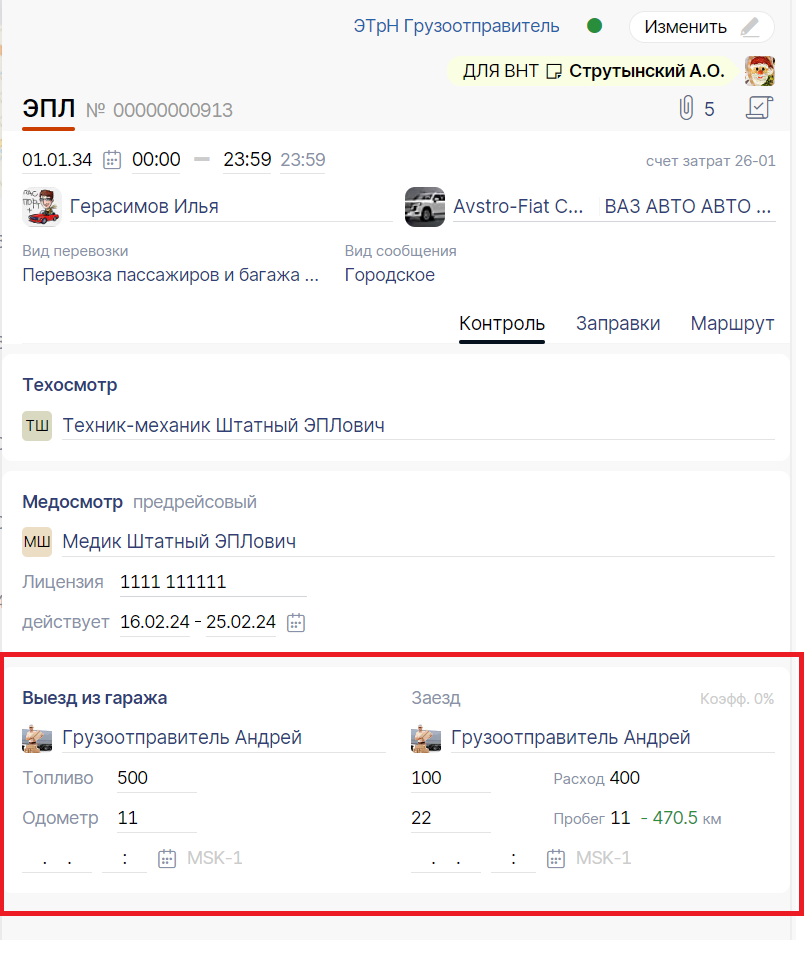 ЭТрН Грузоотправитель Изменить
ДЛЯ ВНТ Струтынский А.О.
ЭПЛ № 00000000913 5
01.01.34 00:00 – 23:59 23:59 счет затрат 26-01
Герасимов Илья Avstro-Fiat C... ВАЗ АВТО АВТО ...
Вид перевозки Вид сообщения
Перевозка пассажиров и багажа ... Городское
Контроль Заправки Маршрут
Техосмотр
ТШ Техник-механик Штатный ЭПЛович
Медосмотр предрейсовый
МШ Медик Штатный ЭПЛович
Лицензия 1111 111111
действует 16.02.24 - 25.02.24
Выезд из гаража Заезд Коэфф. 0%
Грузоотправитель Андрей Грузоотправитель Андрей
Топливо 500 100 Расход 400
Одометр 11 22 Пробег 11 - 470.5 км
. . : MSK-1 . . : MSK-1